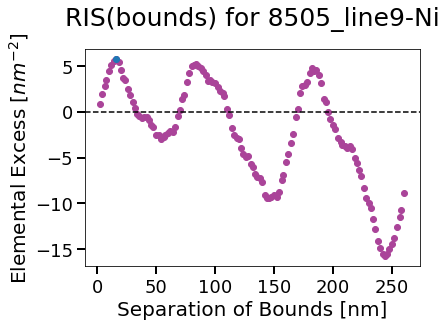 RIS(bounds) for 8505_line9-Ni
Elemental Excess [$nm^{-2}$]
5
0
−5
−10
−15
0 50 100 150 200 250
Separation of Bounds [nm]